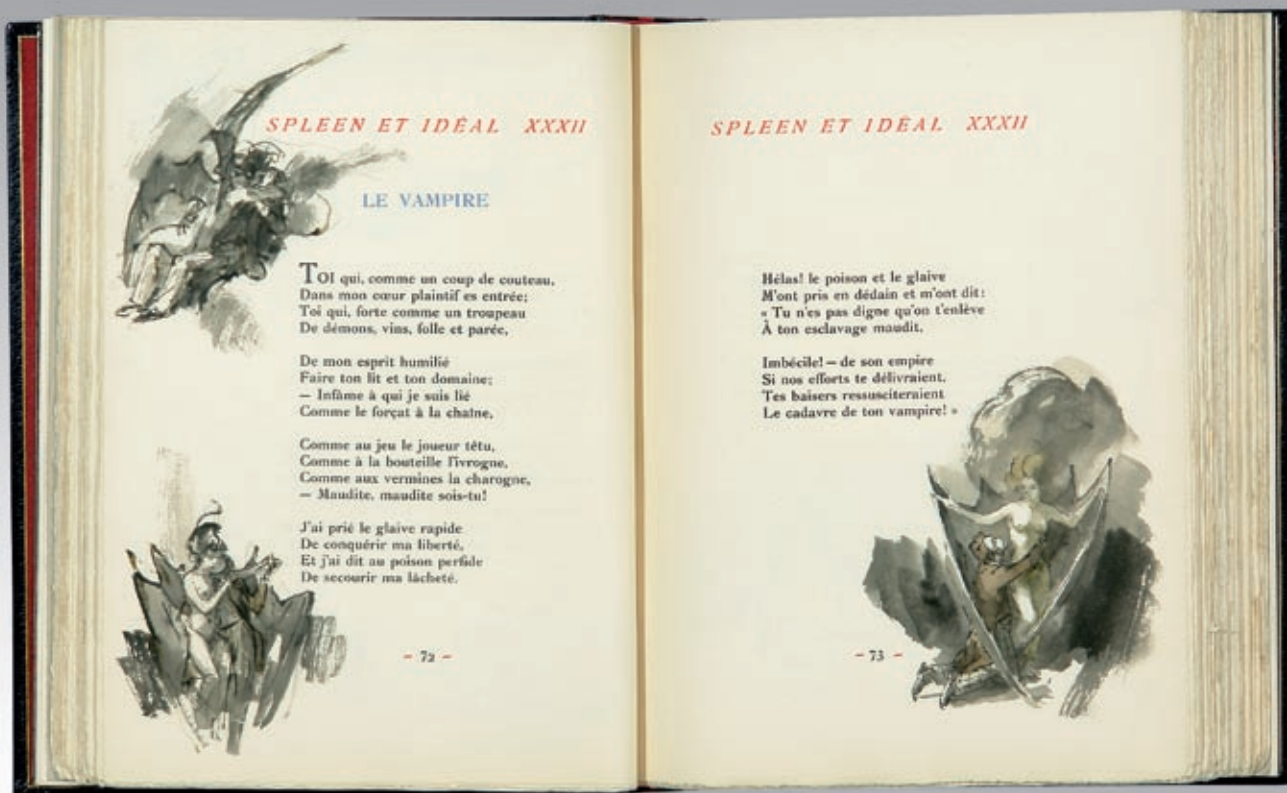 SPLEEN ET IDÉAL XXXII
LE VAMPIRE
TOI qui, comme un coup de couteau,
Dans mon cœur plaintif es entrée;
Toi qui, forte comme un troupeau
De démons, vins, folle et parée,
De mon esprit humilié
Faire ton lit et ton domaine;
— Infâme à qui je suis lié
Comme le forçat à la chaîne,
Comme au jeu le joueur têtu,
Comme à la bouteille l'ivrogne,
Comme aux vermines la charogne,
— Maudite, maudite sois-tu!
J'ai prié le glaive rapide
De conquérir ma liberté,
Et j'ai dit au poison perfide
De secourir ma lâcheté.
– 72 –
SPLEEN ET IDÉAL XXXII
Hélas! le poison et le glaive
M'ont pris en dédain et m'ont dit:
« Tu n'es pas digne qu'on t'enlève
À ton esclavage maudit,
Imbécile! — de son empire
Si nos efforts te délivraient,
Tes baisers ressusciteraient
Le cadavre de ton vampire! »
– 73 –